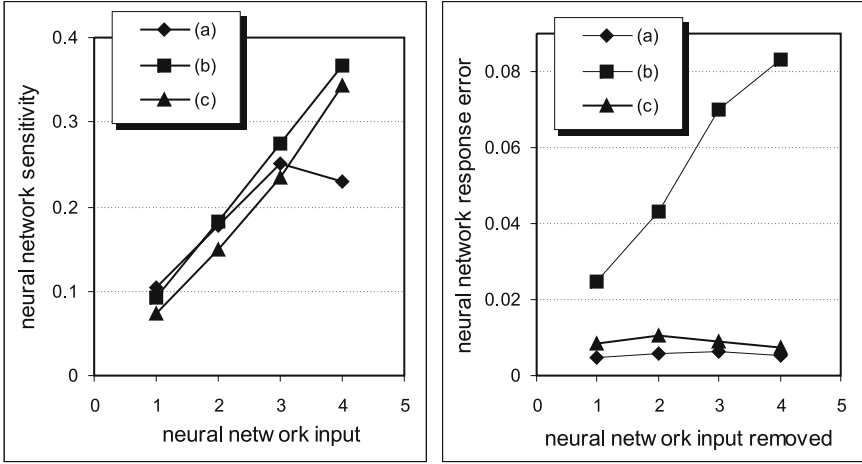 (a)
(b)
(c)
neural network sensitivity
0.4
0.3
0.2
0.1
0
0 1 2 3 4 5
neural netw ork input
(a)
(b)
(c)
neural network response error
0.08
0.06
0.04
0.02
0
0 1 2 3 4 5
neural netw ork input removed